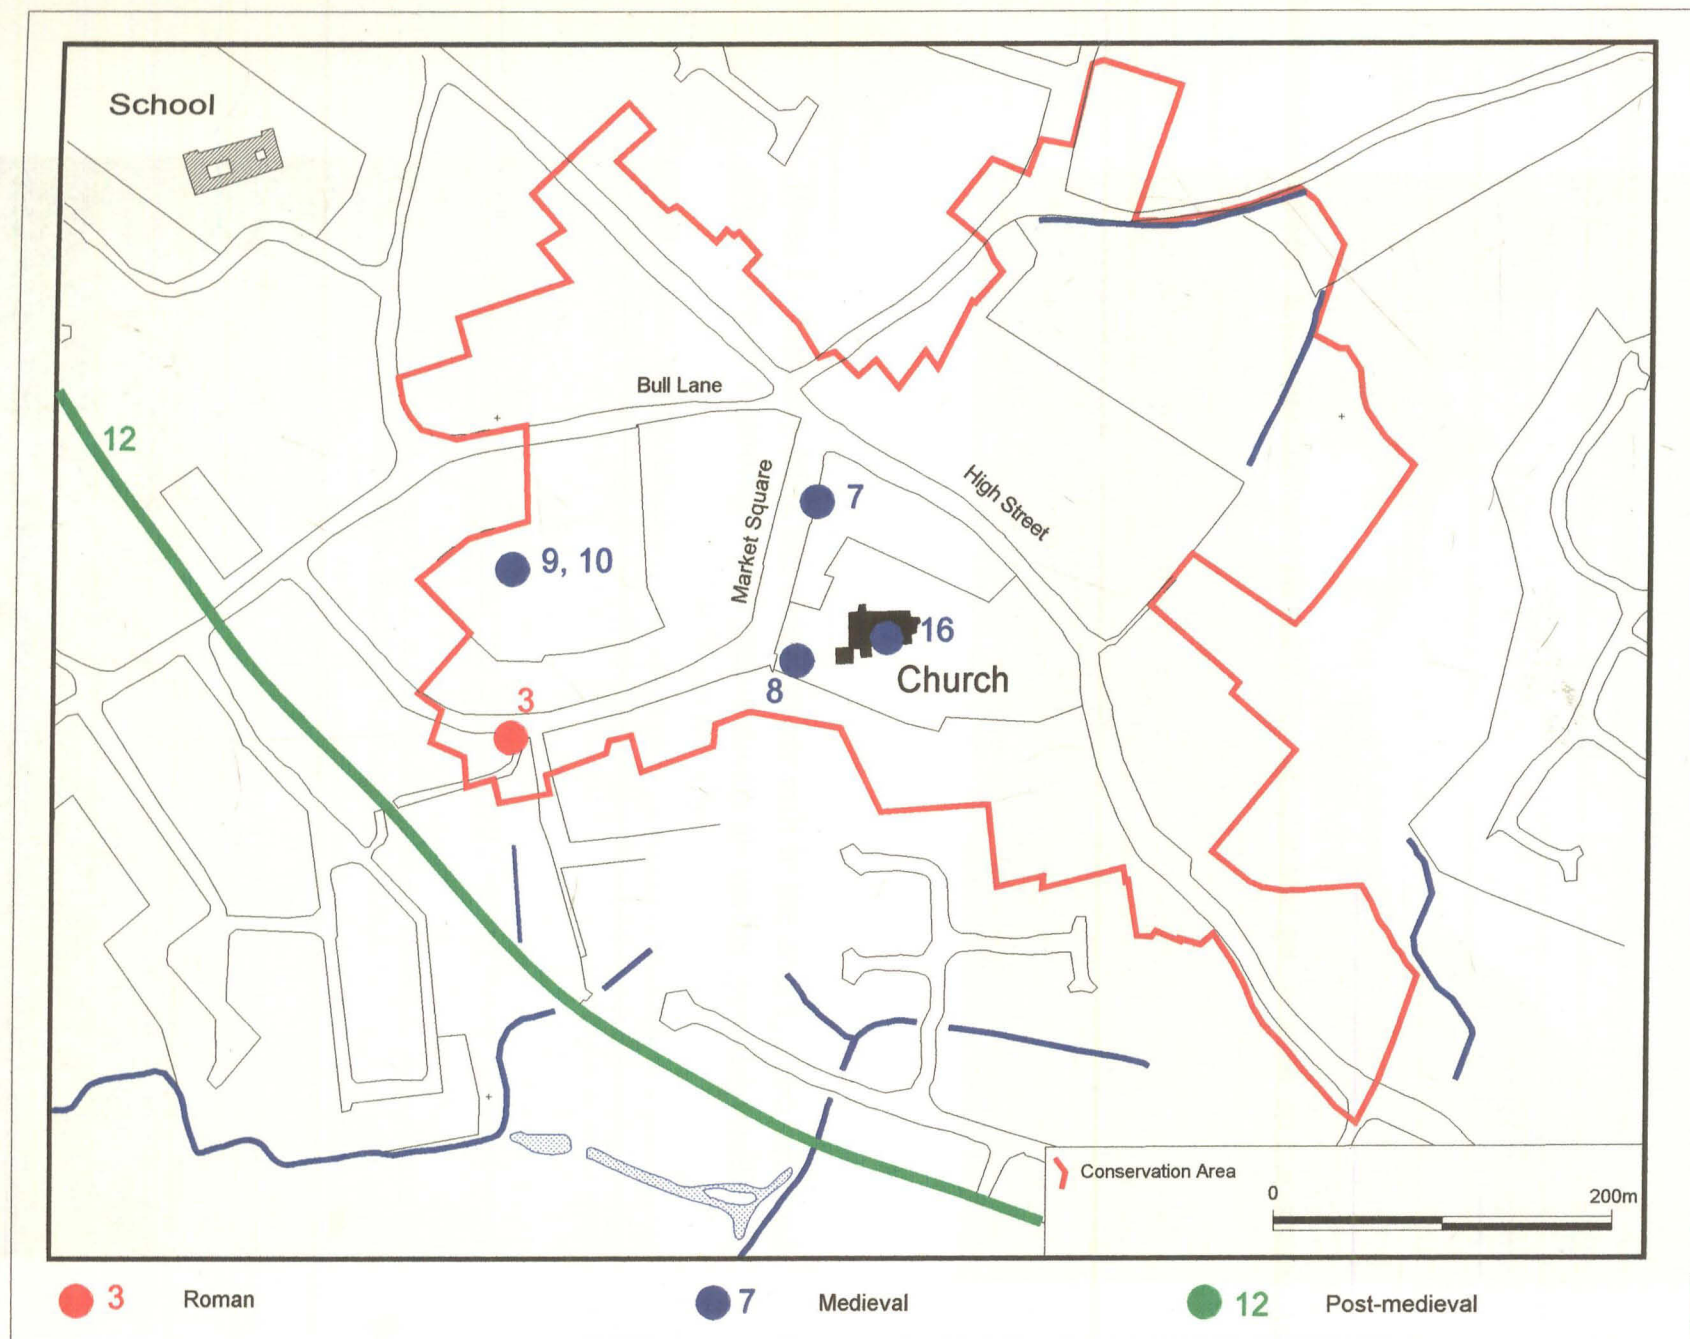 School
Bull Lane
12
Market Square
7
High Street
9, 10
16
Church
8
3
Conservation Area
0
200m
3 Roman
7 Medieval
12 Post-medieval